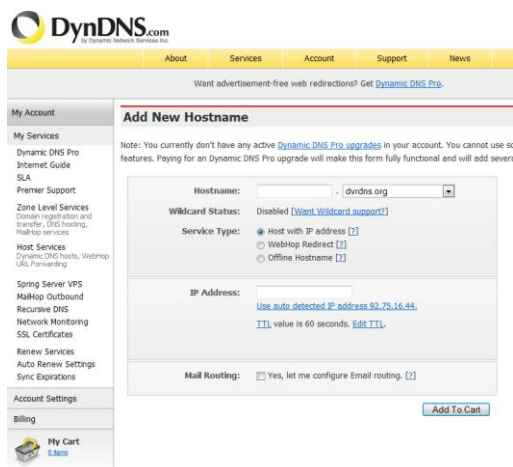 DynDNS.com
by Dynamic Network Services Inc.
About Services Account Support News
Want advertisement-free web redirections? Get Dynamic DNS Pro.
My Account
My Services
Dynamic DNS Pro
Internet Guide
SLA
Premier Support
Zone Level Services
Domain registration and
transfer, DNS hosting,
MailHop services
Host Services
Dynamic DNS hosts, WebHop
URL Forwarding
Spring Server VPS
MailHop Outbound
Recursive DNS
Network Monitoring
SSL Certificates
Renew Services
Auto Renew Settings
Sync Expirations
Account Settings
Billing
My Cart
0 items
Add New Hostname
Note: You currently don't have any active Dynamic DNS Pro upgrades in your account. You cannot use
features. Paying for an Dynamic DNS Pro upgrade will make this form fully functional and will add
Hostname: . dvrdns.org
Wildcard Status: Disabled [Want Wildcard support?]
Service Type: Host with IP address [?]
WebHop Redirect [?]
Offline Hostname [?]
IP Address:
Use auto detected IP address 92.75.16.44.
TTL value is 60 seconds. Edit TTL.
Mail Routing: Yes, let me configure Email routing. [?]
Add To Cart